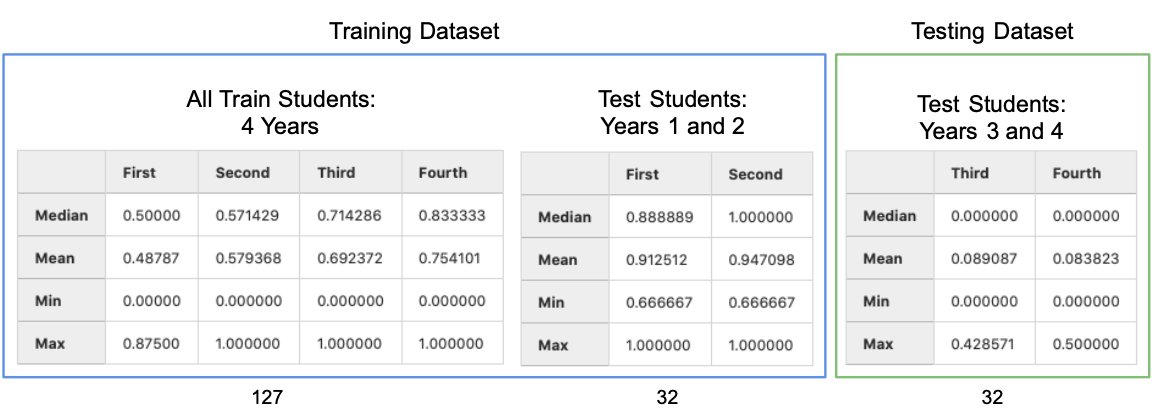 Training Dataset
Testing Dataset
All Train Students:
4 Years
First Second Third Fourth
Median 0.50000 0.571429 0.714286 0.833333
Mean 0.48787 0.579368 0.692372 0.754101
Min 0.00000 0.000000 0.000000 0.000000
Max 0.87500 1.000000 1.000000 1.000000
127
Test Students:
Years 1 and 2
First Second
Median 0.888889 1.000000
Mean 0.912512 0.947098
Min 0.666667 0.666667
Max 1.000000 1.000000
32
Test Students:
Years 3 and 4
Third Fourth
Median 0.000000 0.000000
Mean 0.089087 0.083823
Min 0.000000 0.000000
Max 0.428571 0.500000
32